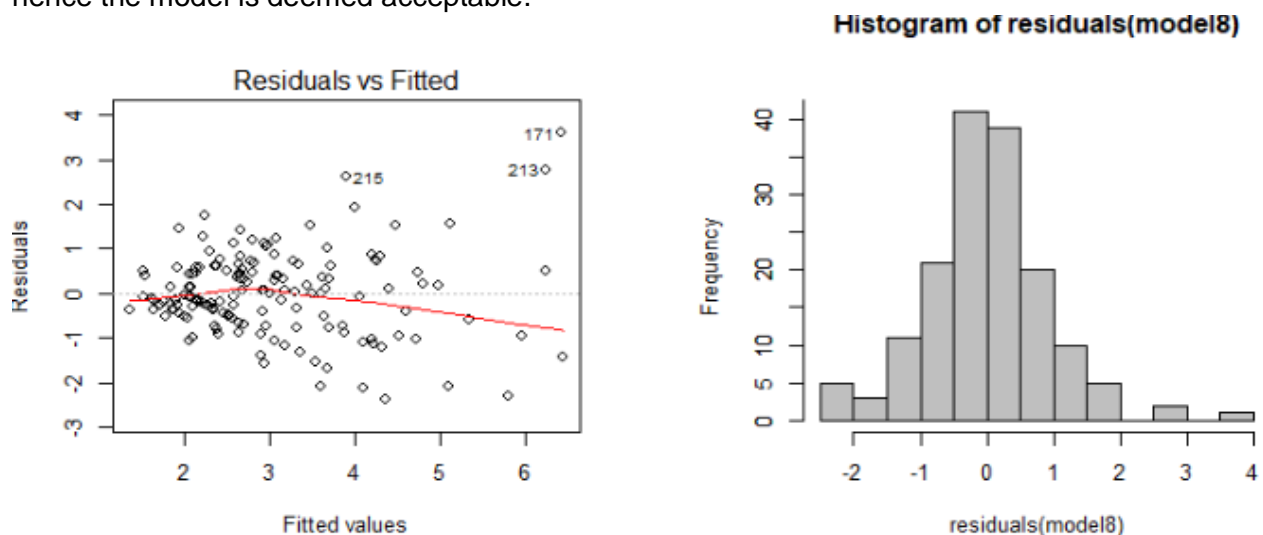 hence the model is deemed acceptable.
Residuals vs Fitted
Residuals
4
3
2
1
0
-1
-2
-3
171
213
215
2 3 4 5 6
Fitted values
Histogram of residuals(model8)
Frequency
40
30
20
10
5
0
-2 -1 0 1 2 3 4
residuals(model8)